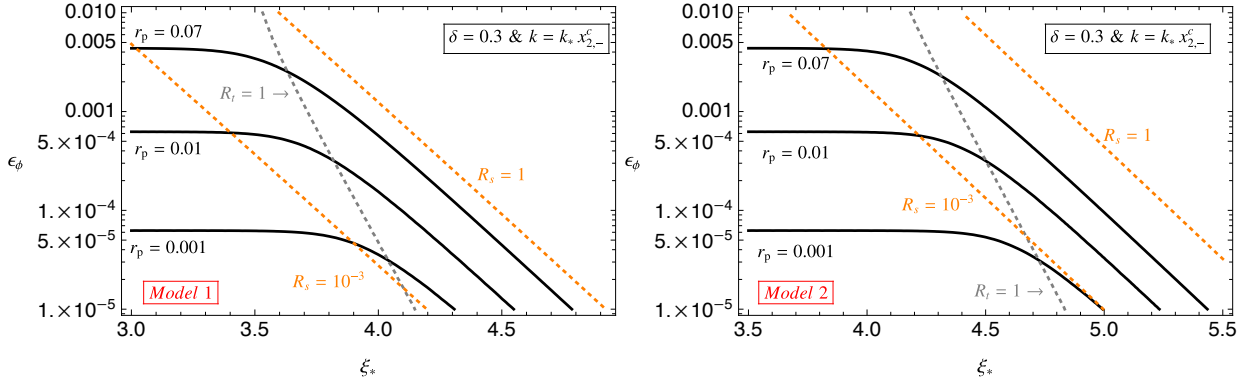 0.010
0.005
0.001
5.×10⁻⁴
1.×10⁻⁴
5.×10⁻⁵
1.×10⁻⁵
ϵ_ϕ
r_p = 0.07
δ = 0.3 & k = k_* x^c_{2,−}
R_t = 1 →
r_p = 0.01
R_s = 1
r_p = 0.001
R_s = 10⁻³
Model 1
3.0 3.5 4.0 4.5
ξ_*
0.010
0.005
0.001
5.×10⁻⁴
1.×10⁻⁴
5.×10⁻⁵
1.×10⁻⁵
ϵ_ϕ
δ = 0.3 & k = k_* x^c_{2,−}
r_p = 0.07
R_s = 1
r_p = 0.01
R_s = 10⁻³
r_p = 0.001
R_t = 1 →
Model 2
3.5 4.0 4.5 5.0 5.5
ξ_*